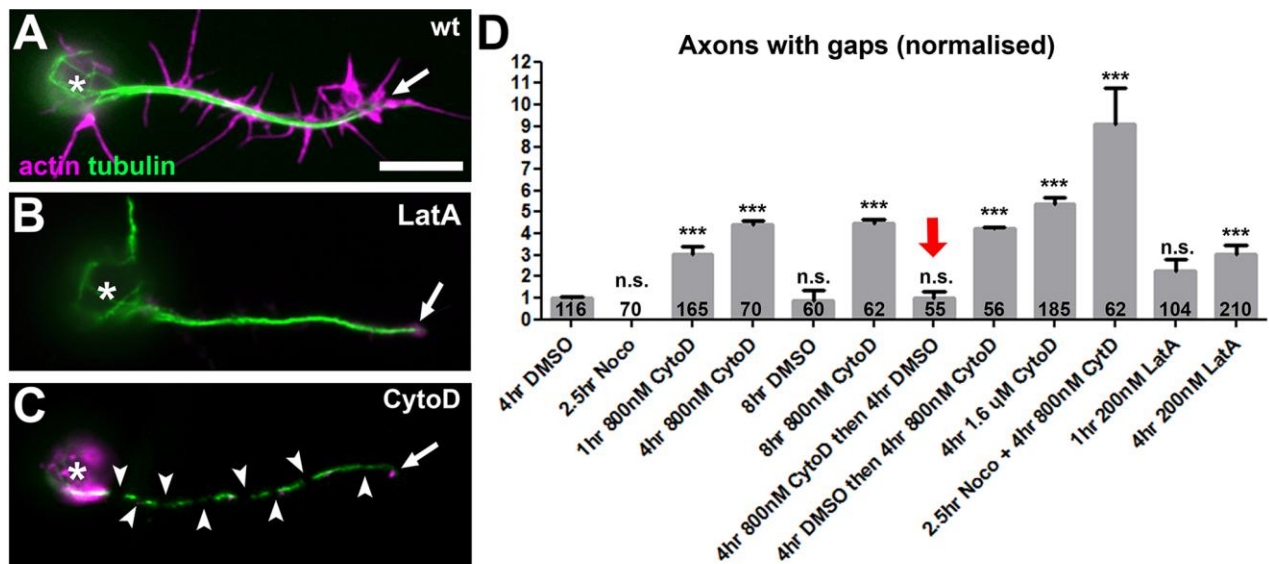 A
wt
*
actin tubulin
B
LatA
*
C
CytoD
*
D
Axons with gaps (normalised)
12
11
10
9
8
7
6
5
4
3
2
1
0
n.s.
***
***
n.s.
***
n.s.
***
***
***
n.s.
***
116
70
165
70
60
62
55
56
185
62
104
210
4hr DMSO
2.5hr Noco
1hr 800nM CytoD
4hr 800nM CytoD
8hr DMSO
8hr 800nM CytoD
4hr 800nM CytoD then 4hr DMSO
4hr DMSO then 4hr 800nM CytoD
4hr 1.6 uM CytoD
2.5hr Noco + 4hr 800nM CytD
1hr 200nM LatA
4hr 200nM LatA